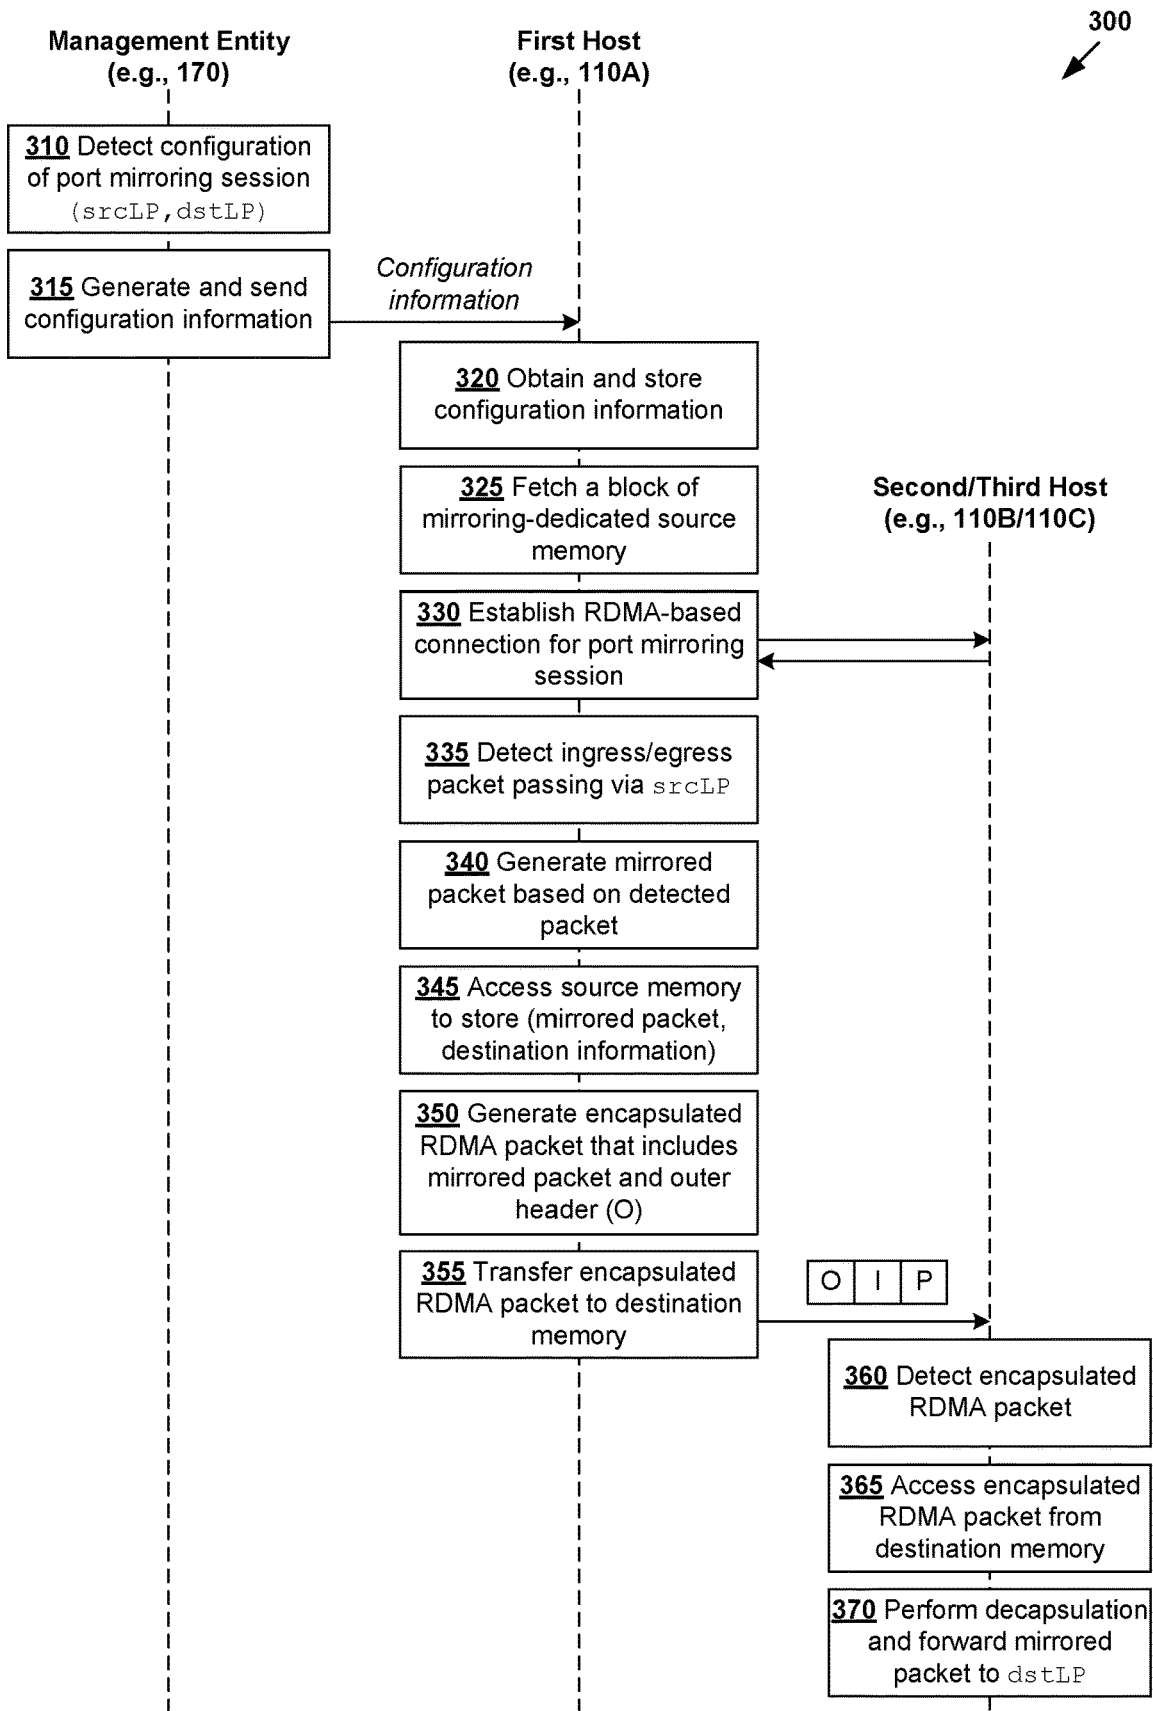 300
Management Entity
(e.g., 170)
First Host
(e.g., 110A)
310 Detect configuration
of port mirroring session
(srcLP,dstLP)
315 Generate and send
configuration information
Configuration
information
320 Obtain and store
configuration information
325 Fetch a block of
mirroring-dedicated source
memory
Second/Third Host
(e.g., 110B/110C)
330 Establish RDMA-based
connection for port mirroring
session
335 Detect ingress/egress
packet passing via srcLP
340 Generate mirrored
packet based on detected
packet
345 Access source memory
to store (mirrored packet,
destination information)
350 Generate encapsulated
RDMA packet that includes
mirrored packet and outer
header (O)
355 Transfer encapsulated
RDMA packet to destination
memory
O I P
360 Detect encapsulated
RDMA packet
365 Access encapsulated
RDMA packet from
destination memory
370 Perform decapsulation
and forward mirrored
packet to dstLP